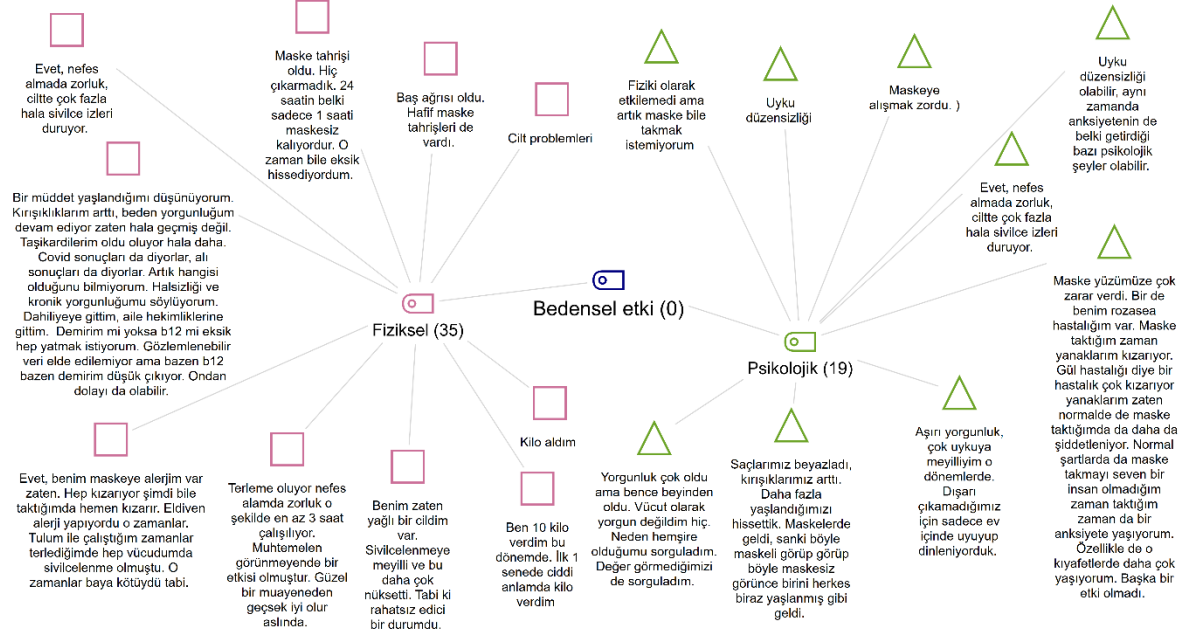 Evet, nefes
almada zorluk,
ciltte çok fazla
hala sivilce izleri
duruyor.
Maske tahrişi
oldu. Hiç
çıkarmadık. 24
saatin belki
sadece 1 saati
maskesiz
kalıyordur. O
zaman bile eksik
hissediyordum.
Baş ağrısı oldu.
Hafif maske
tahrişleri de
vardı.
Cilt problemleri
Fiziki olarak
etkilemedi ama
artık maske bile
takmak
istemiyorum
Uyku
düzensizliği
Maskeye
alışmak zordu. )
Uyku
düzensizliği
olabilir, aynı
zamanda
anksiyetenin de
belki getirdiği
bazı psikolojik
şeyler olabilir.
Evet, nefes
almada zorluk,
ciltte çok fazla
hala sivilce izleri
duruyor.
Bir müddet yaşlandığımı düşünüyorum.
Kırışıklıklarım arttı, beden yorgunluğum
devam ediyor zaten hala geçmiş değil.
Taşikardilerim oldu oluyor hala daha.
Covid sonuçları da diyorlar, alı
sonuçları da diyorlar. Artık hangisi
olduğunu bilmiyorum. Halsizliği ve
kronik yorgunluğumu söylüyorum.
Dahiliyeye gittim, aile hekimliklerine
gittim. Demirim mi yoksa b12 mi eksik
hep yatmak istiyorum. Gözlemlenebilir
veri elde edilemiyor ama bazen b12
bazen demirim düşük çıkıyor. Ondan
dolayı da olabilir.
Bedensel etki (0)
Fiziksel (35)
Psikolojik (19)
Maske yüzümüze çok
zarar verdi. Bir de
benim rozasea
hastalığım var. Maske
taktığım zaman
yanaklarım kızarıyor.
Gül hastalığı diye bir
hastalık çok kızarıyor
yanaklarım zaten
normalde de maske
taktığımda da daha da
şiddetleniyor. Normal
şartlarda da maske
takmayı seven bir
insan olmadığım
zaman taktığım
zaman da bir
anksiyete yaşıyorum.
Özellikle de o
kıyafetlerde daha çok
yaşıyorum. Başka bir
etki olmadı.
Evet, benim maskeye alerjim var
zaten. Hep kızarıyor şimdi bile
taktığımda hemen kızarır. Eldiven
alerji yapıyordu o zamanlar.
Tulum ile çalıştığım zamanlar
terlediğimde hep vücudumda
sivilcelenme olmuştu. O
zamanlar baya kötüydü tabi.
Terleme oluyor nefes
alamda zorluk o
şekilde en az 3 saat
çalışılıyor.
Muhtemelen
görünmeyende bir
etkisi olmuştur. Güzel
bir muayeneden
geçsek iyi olur
aslında.
Benim zaten
yağlı bir cildim
var.
Sivilcelenmeye
meyilli ve bu
daha çok
nüksetti. Tabi ki
rahatsız edici
bir durumdu.
Kilo aldım
Ben 10 kilo
verdim bu
dönemde. İlk 1
senede ciddi
anlamda kilo
verdim
Yorgunluk çok oldu
ama bence beyinden
oldu. Vücut olarak
yorgun değildim hiç.
Neden hemşire
olduğumu sorguladım.
Değer görmediğimizi
de sorguladım.
Saçlarımız beyazladı,
kırışıklarımız arttı.
Daha fazla
yaşlandığımızı
hissettik. Maskelerde
geldi, sanki böyle
maskeli görüp görüp
böyle maskesiz
görünce birini herkes
biraz yaşlanmış gibi
geldi.
Aşırı yorgunluk,
çok uykuya
meyilliyim o
dönemlerde.
Dışarı
çıkamadığımız
için sadece ev
içinde uyuyup
dinleniyorduk.